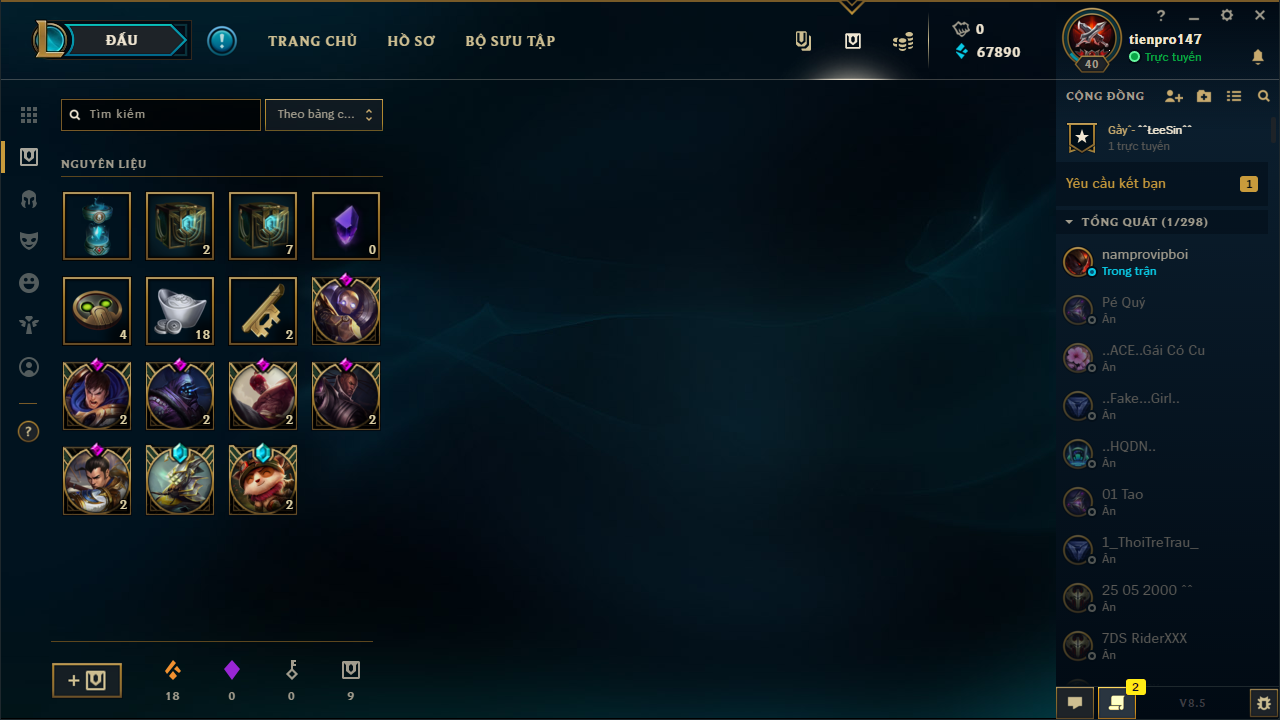 ĐẤU
TRANG CHỦ
HỒ SƠ
BỘ SƯU TẬP
0
67890
?
tienpro147
Trực tuyến
40
Tìm kiếm
Theo bảng c...
NGUYÊN LIỆU
2
7
0
4
18
2
2
2
2
2
2
2
?
+
18
0
0
9
CỘNG ĐỒNG
Gầy ̂- ˆˆŁeeSinˆˆ
1 trực tuyến
Yêu cầu kết bạn
1
TỔNG QUÁT (1/298)
namprovipboi
Trong trận
Pé Quý
Ẩn
..ACE..Gái Có Cu
Ẩn
..Fake...Girl..
Ẩn
..HQDN..
Ẩn
01 Tao
Ẩn
1_ThoiTreTrau_
Ẩn
25 05 2000 ˆˆ
Ẩn
7DS RiderXXX
Ẩn
2
V8.5